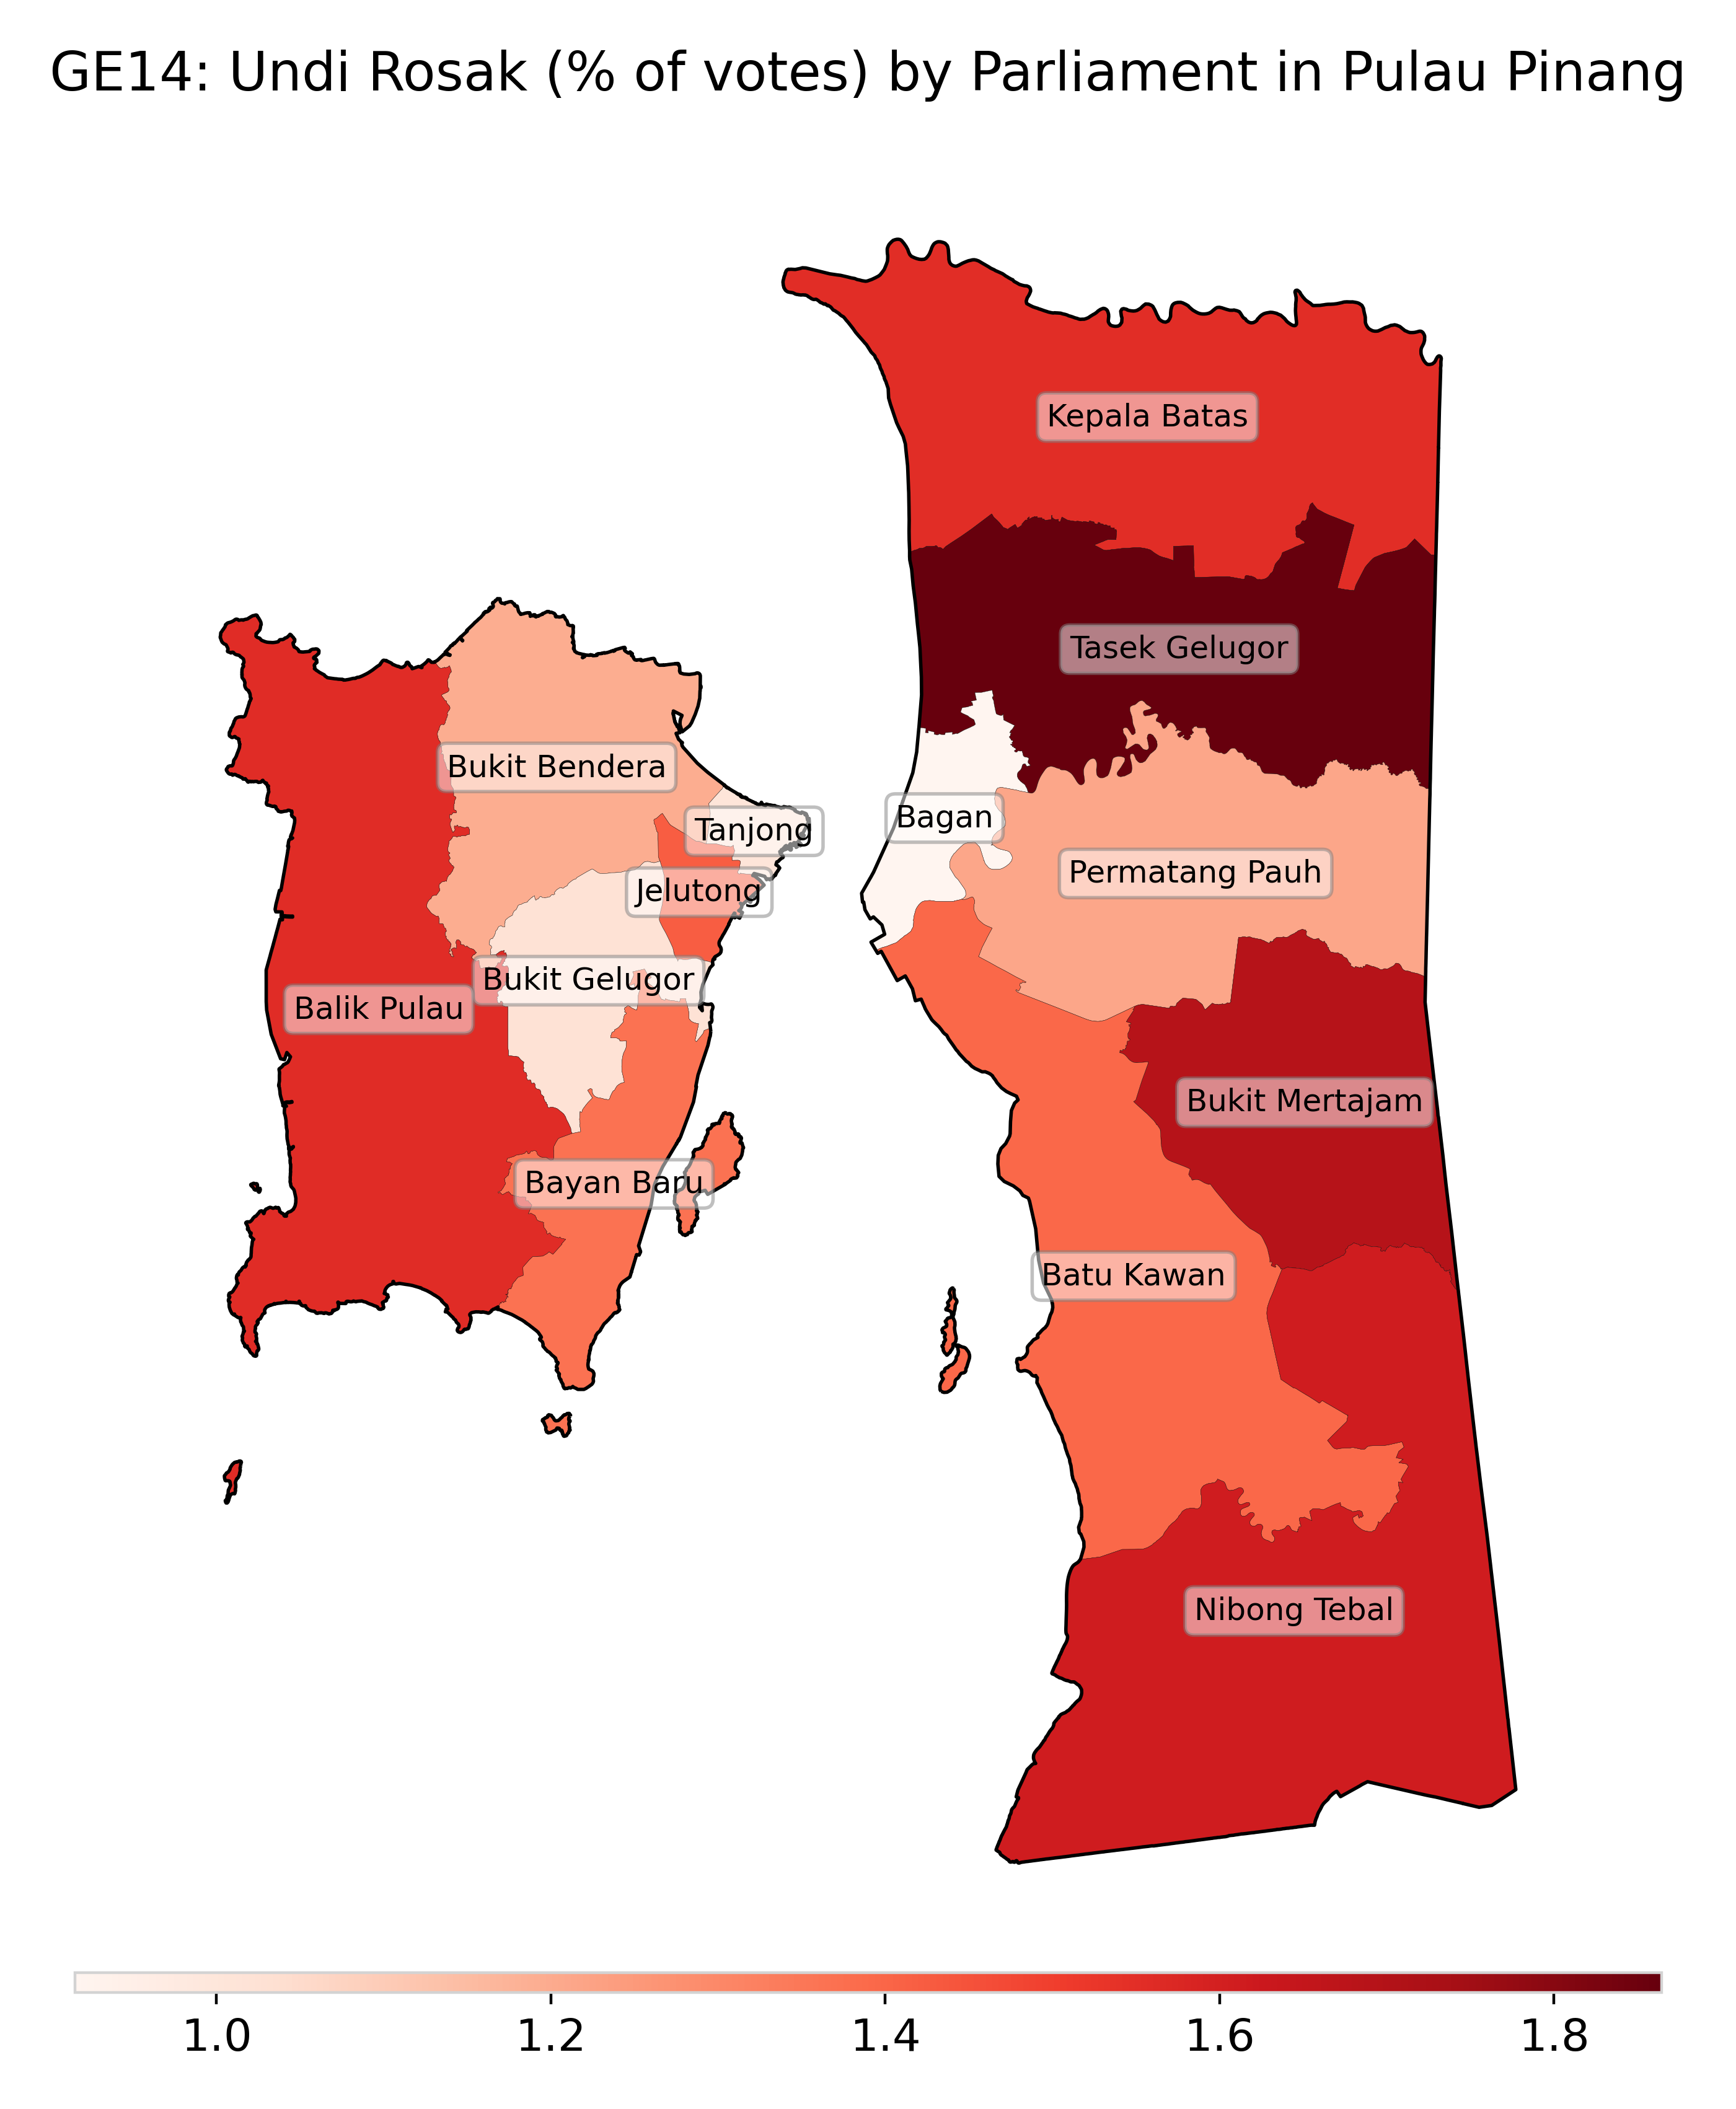 GE14: Undi Rosak (% of votes) by Parliament in Pulau Pinang
Kepala Batas
Tasek Gelugor
Bukit Bendera
Bagan
Tanjong
Permatang Pauh
Jelutong
Bukit Gelugor
Balik Pulau
Bukit Mertajam
Bayan Baru
Batu Kawan
Nibong Tebal
1.0 1.2 1.4 1.6 1.8